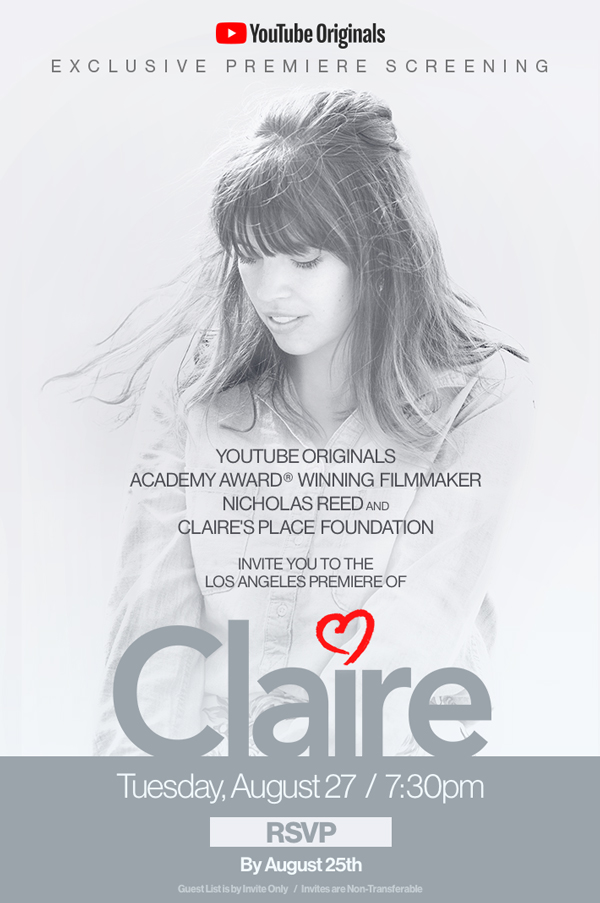 YouTube Originals
EXCLUSIVE PREMIERE SCREENING
YOUTUBE ORIGINALS
ACADEMY AWARD® WINNING FILMMAKER
NICHOLAS REED AND
CLAIRE'S PLACE FOUNDATION
INVITE YOU TO THE
LOS ANGELES PREMIERE OF
Claire
Tuesday, August 27 / 7:30pm
RSVP
By August 25th
Guest List is by Invite Only / Invites are Non-Transferable